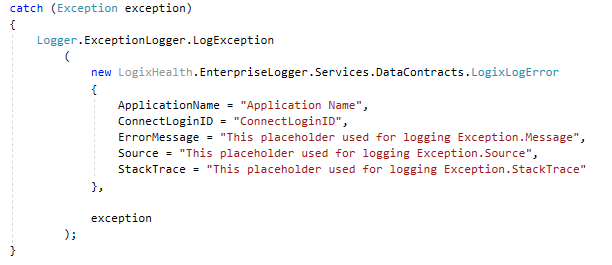 catch (Exception exception)
{
Logger.ExceptionLogger.LogException
(
new LogixHealth.EnterpriseLogger.Services.DataContracts.LogixLogError
{
ApplicationName = "Application Name",
ConnectLoginID = "ConnectLoginID",
ErrorMessage = "This placeholder used for logging Exception.Message",
Source = "This placeholder used for logging Exception.Source",
StackTrace = "This placeholder used for logging Exception.StackTrace"
},
exception
);
}